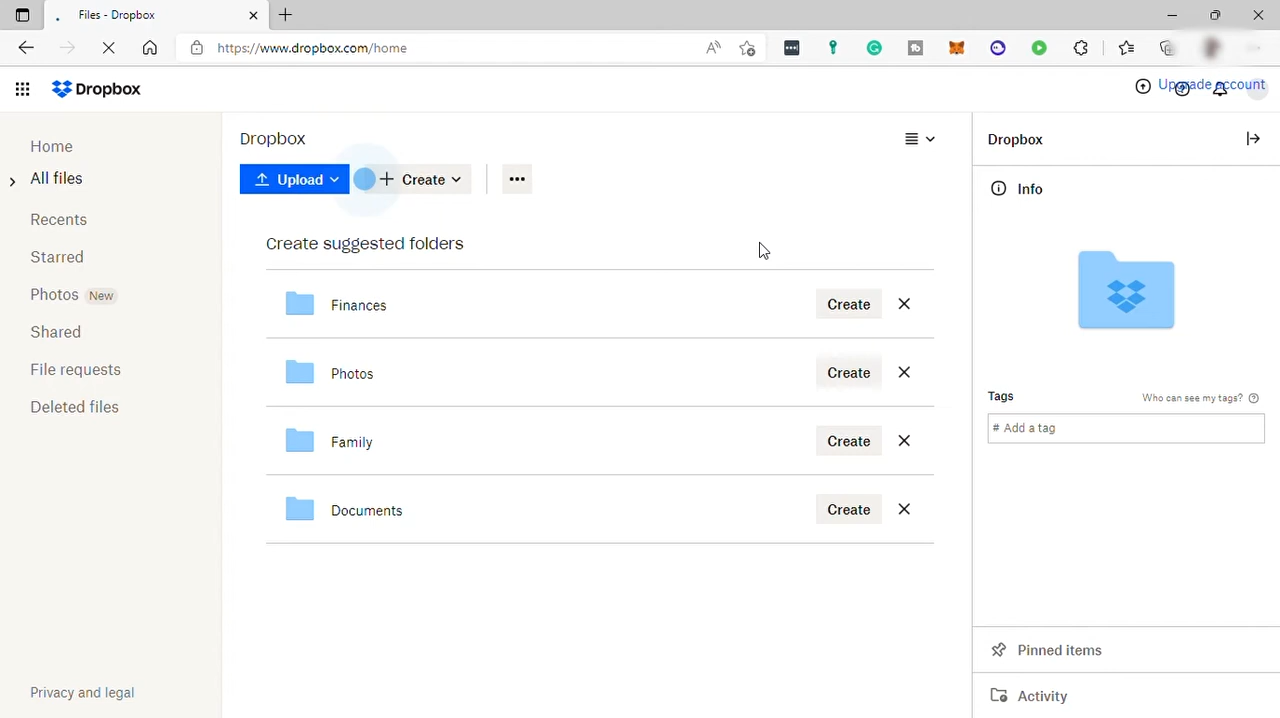 Files - Dropbox
https://www.dropbox.com/home
Dropbox
Upgrade account
Home
All files
Recents
Starred
Photos New
Shared
File requests
Deleted files
Privacy and legal
Dropbox
Upload
Create
Create suggested folders
Finances Create
Photos Create
Family Create
Documents Create
Dropbox
Info
Tags Who can see my tags?
# Add a tag
Pinned items
Activity